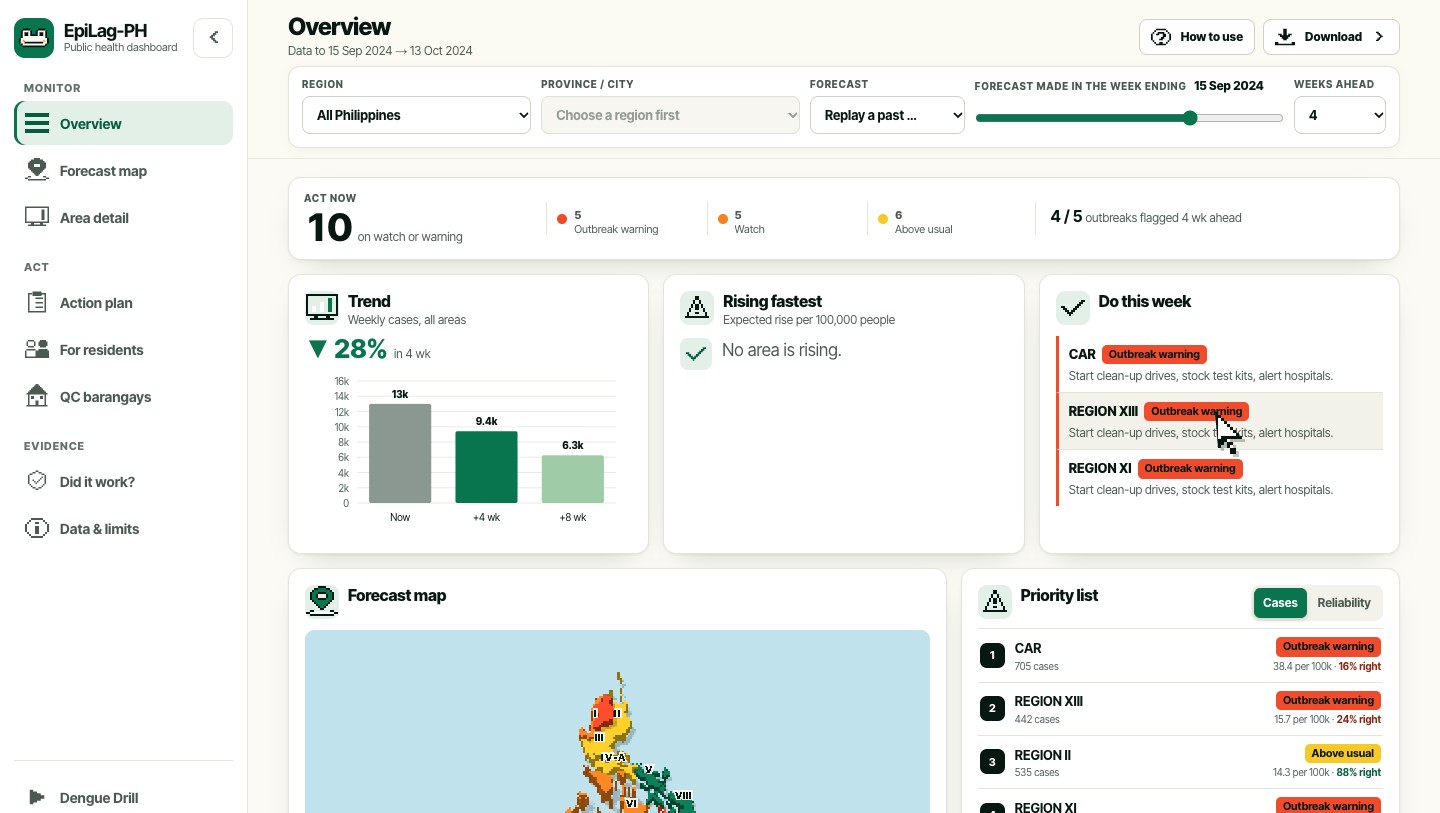 EpiLag-PH
Public health dashboard
MONITOR
Overview
Forecast map
Area detail
ACT
Action plan
For residents
QC barangays
EVIDENCE
Did it work?
Data & limits
Dengue Drill
Overview
Data to 15 Sep 2024 → 13 Oct 2024
How to use
Download
REGION
All Philippines
PROVINCE / CITY
Choose a region first
FORECAST
Replay a past ...
FORECAST MADE IN THE WEEK ENDING 15 Sep 2024
WEEKS AHEAD
4
ACT NOW
10 on watch or warning
5
Outbreak warning
5
Watch
6
Above usual
4 / 5 outbreaks flagged 4 wk ahead
Trend
Weekly cases, all areas
▼ 28% in 4 wk
16k
14k
12k
10k
8k
6k
4k
2k
0
13k
9.4k
6.3k
Now
+4 wk
+8 wk
Rising fastest
Expected rise per 100,000 people
No area is rising.
Do this week
CAR Outbreak warning
Start clean-up drives, stock test kits, alert hospitals.
REGION XIII Outbreak warning
Start clean-up drives, stock kits, alert hospitals.
REGION XI Outbreak warning
Start clean-up drives, stock test kits, alert hospitals.
Forecast map
I II
III
IV-A
V
VI
VIII
Priority list
Cases
Reliability
1
CAR
705 cases
Outbreak warning
38.4 per 100k · 16% right
2
REGION XIII
442 cases
Outbreak warning
15.7 per 100k · 24% right
3
REGION II
535 cases
Above usual
14.3 per 100k · 88% right
REGION XI
Outbreak warning